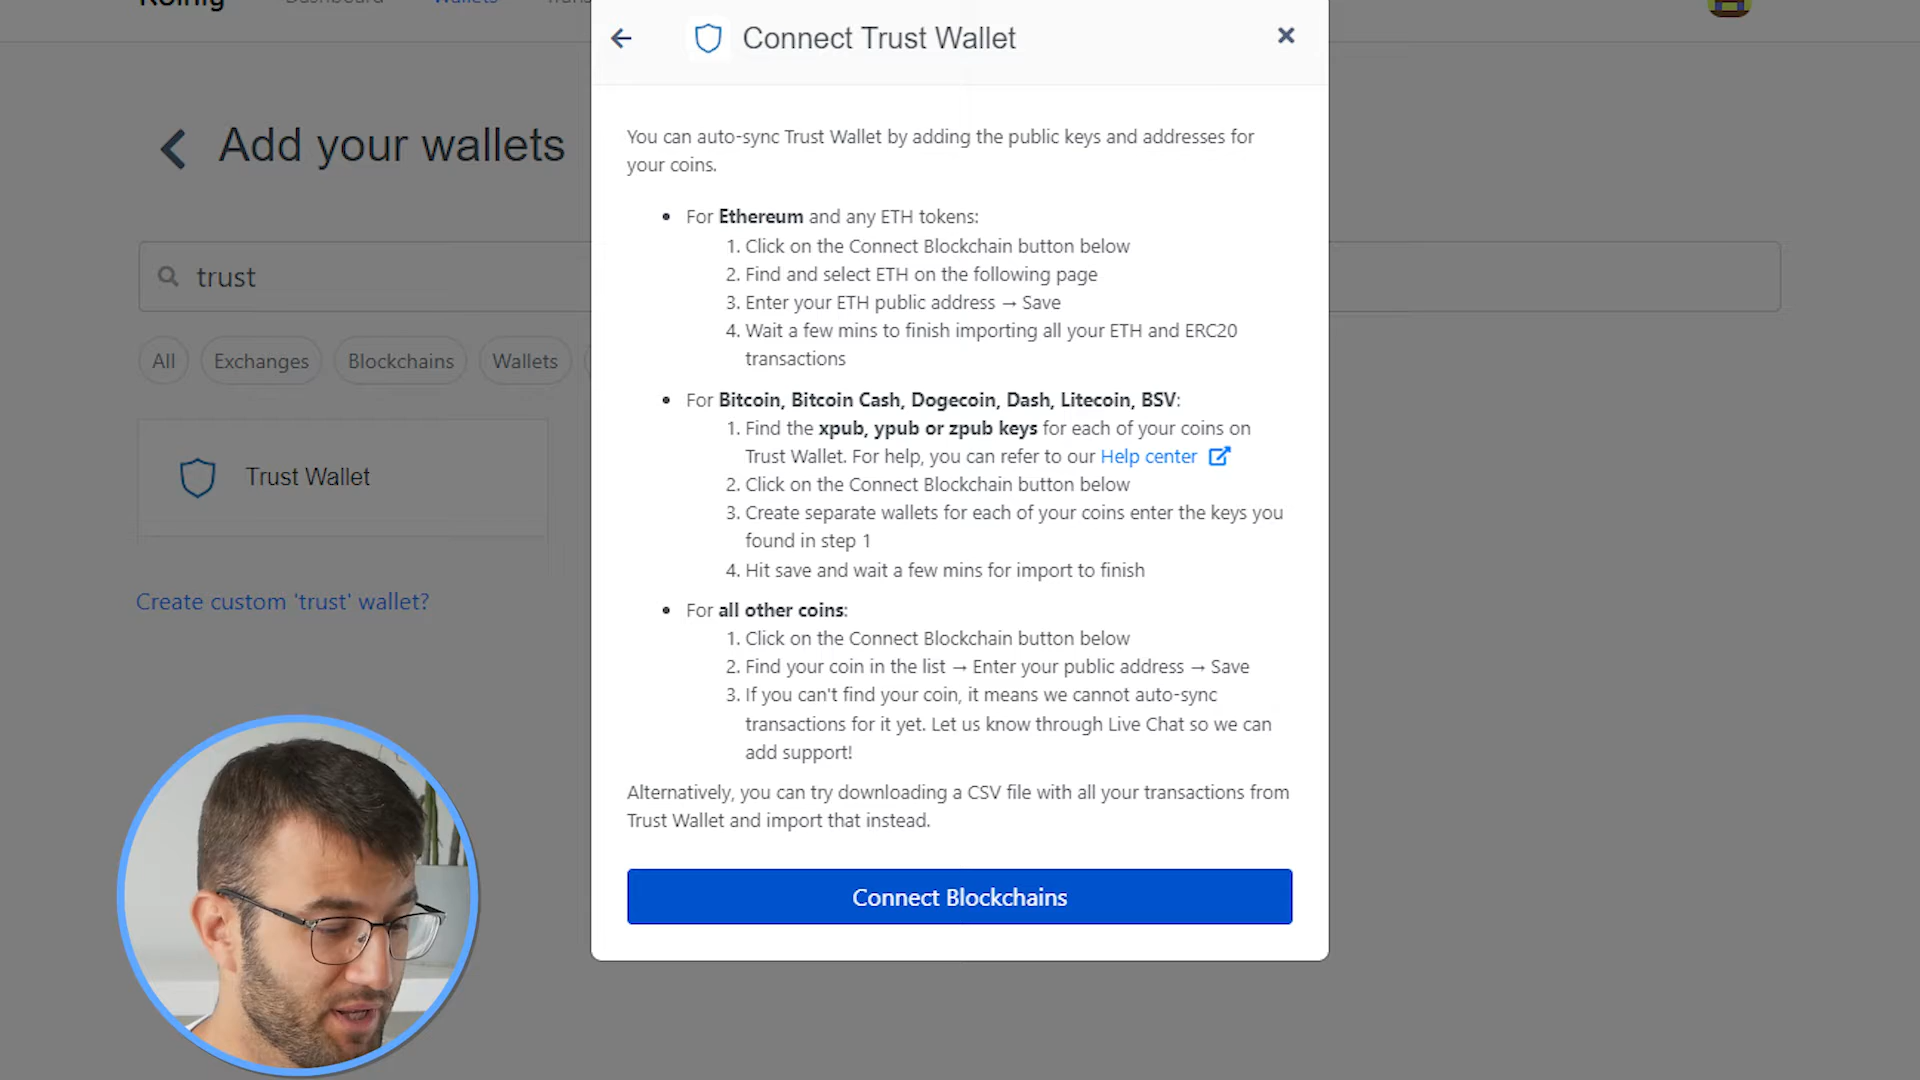 Wallets
Connect Trust Wallet
Add your wallets
trust
All
Exchanges
Blockchains
Wallets
Trust Wallet
Create custom 'trust' wallet?
You can auto-sync Trust Wallet by adding the public keys and addresses for
your coins.
• For Ethereum and any ETH tokens:
1. Click on the Connect Blockchain button below
2. Find and select ETH on the following page
3. Enter your ETH public address → Save
4. Wait a few mins to finish importing all your ETH and ERC20
transactions
• For Bitcoin, Bitcoin Cash, Dogecoin, Dash, Litecoin, BSV:
1. Find the xpub, ypub or zpub keys for each of your coins on
Trust Wallet. For help, you can refer to our Help center
2. Click on the Connect Blockchain button below
3. Create separate wallets for each of your coins enter the keys you
found in step 1
4. Hit save and wait a few mins for import to finish
• For all other coins:
1. Click on the Connect Blockchain button below
2. Find your coin in the list → Enter your public address → Save
3. If you can't find your coin, it means we cannot auto-sync
transactions for it yet. Let us know through Live Chat so we can
add support!
Alternatively, you can try downloading a CSV file with all your transactions from
Trust Wallet and import that instead.
Connect Blockchains